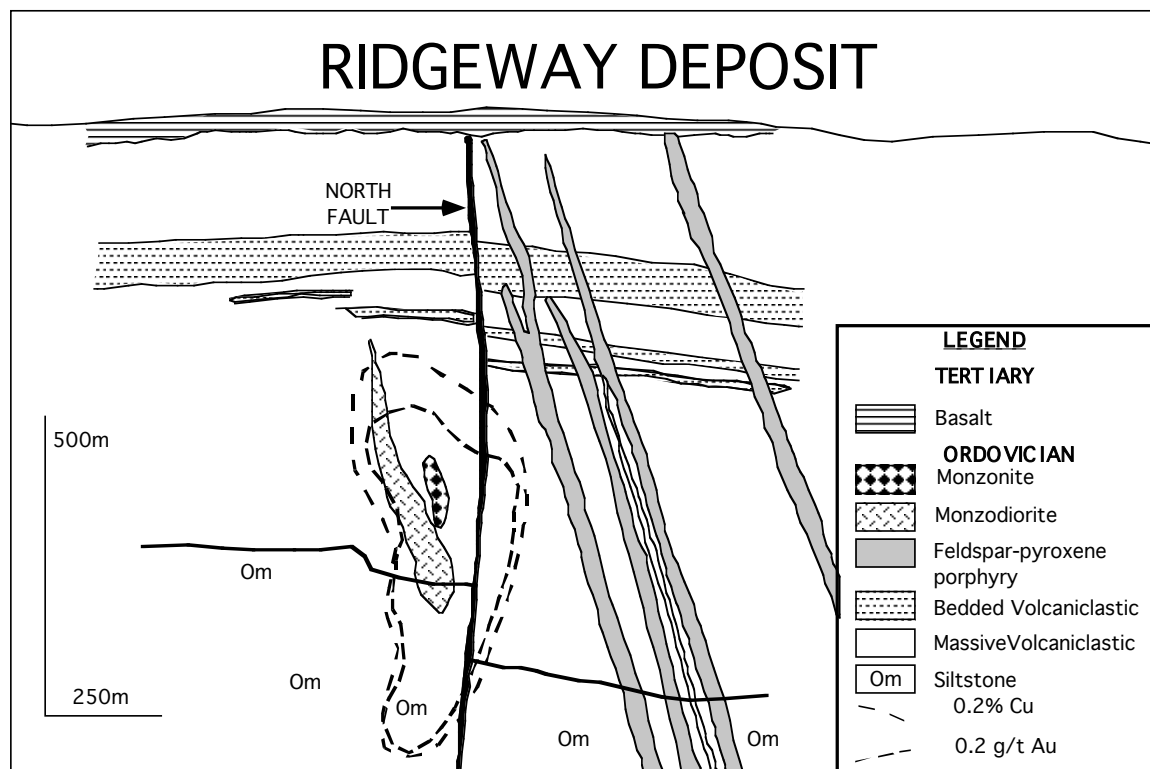 RIDGEWAY DEPOSIT
NORTH
FAULT
500m
250m
Om
Om
Om
Om
Om
LEGEND
TERTIARY
Basalt
ORDOVICIAN
Monzonite
Monzodiorite
Feldspar-pyroxene
porphyry
Bedded Volcaniclastic
MassiveVolcaniclastic
Om Siltstone
0.2% Cu
0.2 g/t Au